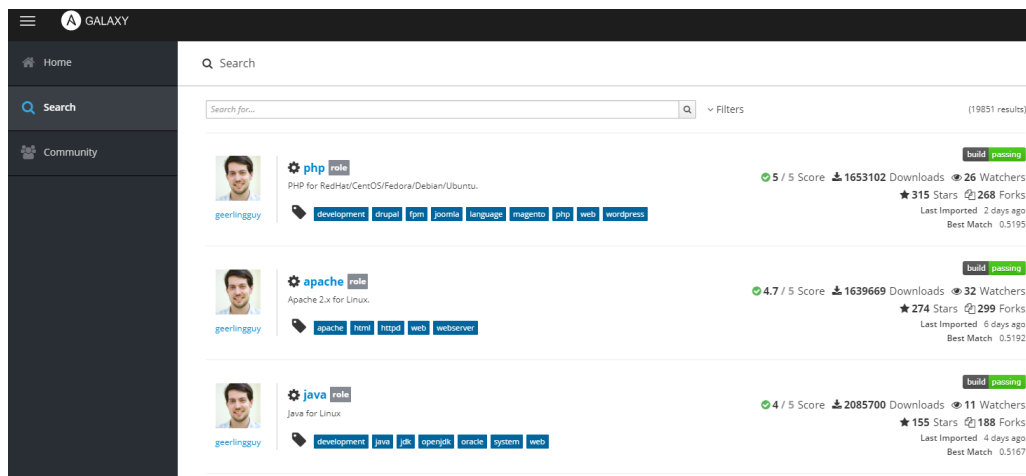 A GALAXY
Home
Search
Community
Search
Search for...
Filters
(19851 results)
php role
PHP for RedHat/CentOS/Fedora/Debian/Ubuntu.
development drupal fpm joomla language magento php web wordpress
geerlingguy
build passing
5 / 5 Score 1653102 Downloads 26 Watchers
315 Stars 268 Forks
Last Imported 2 days ago
Best Match 0.5195
apache role
Apache 2.x for Linux.
apache html httpd web webserver
geerlingguy
build passing
4.7 / 5 Score 1639669 Downloads 32 Watchers
274 Stars 299 Forks
Last Imported 6 days ago
Best Match 0.5192
java role
Java for Linux
development java jdk openjdk oracle system web
geerlingguy
build passing
4 / 5 Score 2085700 Downloads 11 Watchers
155 Stars 188 Forks
Last Imported 4 days ago
Best Match 0.5167